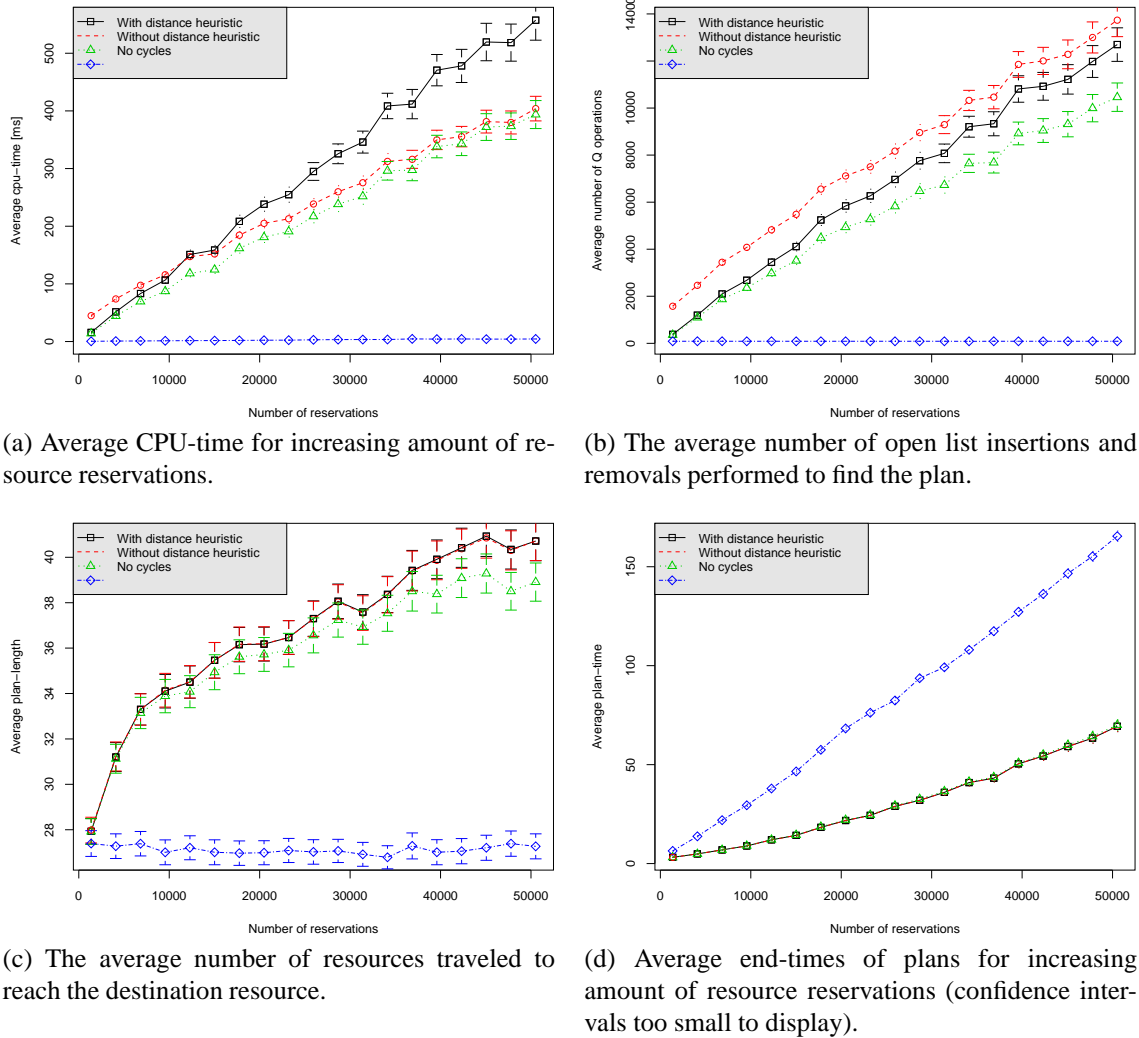 With distance heuristic
Without distance heuristic
No cycles
Average cpu−time [ms]
0
100
200
300
400
500
0
10000
20000
30000
40000
50000
Number of reservations
(a) Average CPU-time for increasing amount of re-
source reservations.
With distance heuristic
Without distance heuristic
No cycles
Average number of Q operations
0
2000
4000
6000
8000
10000
14000
0
10000
20000
30000
40000
50000
Number of reservations
(b) The average number of open list insertions and
removals performed to find the plan.
With distance heuristic
Without distance heuristic
No cycles
Average plan−length
28
30
32
34
36
38
40
0
10000
20000
30000
40000
50000
Number of reservations
(c) The average number of resources traveled to
reach the destination resource.
With distance heuristic
Without distance heuristic
No cycles
Average plan−time
0
50
100
150
0
10000
20000
30000
40000
50000
Number of reservations
(d) Average end-times of plans for increasing
amount of resource reservations (confidence inter-
vals too small to display).